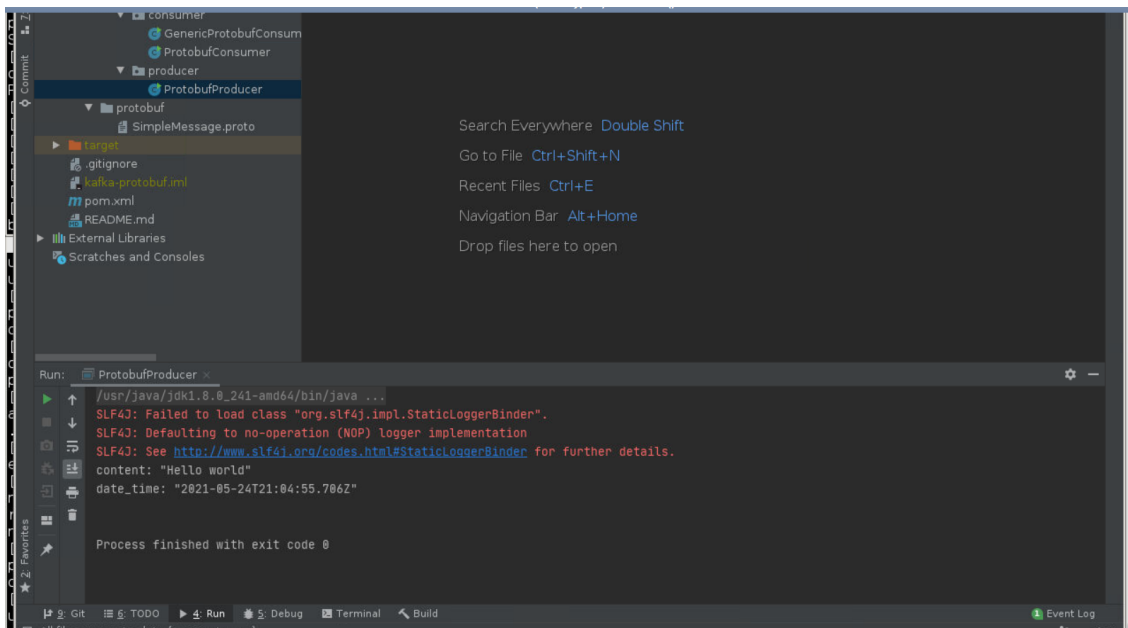 consumer
GenericProtobufConsum
ProtobufConsumer
producer
ProtobufProducer
protobuf
SimpleMessage.proto
target
.gitignore
kafka-protobuf.iml
pom.xml
README.md
External Libraries
Scratches and Consoles
Commit
Search Everywhere Double Shift
Go to File Ctrl+Shift+N
Recent Files Ctrl+E
Navigation Bar Alt+Home
Drop files here to open
Run: ProtobufProducer
/usr/java/jdk1.8.0_241-amd64/bin/java ...
SLF4J: Failed to load class "org.slf4j.impl.StaticLoggerBinder".
SLF4J: Defaulting to no-operation (NOP) logger implementation
SLF4J: See http://www.slf4j.org/codes.html#StaticLoggerBinder for further details.
content: "Hello world"
date_time: "2021-05-24T21:04:55.706Z"
Process finished with exit code 0
2: Favorites
9: Git 6: TODO 4: Run 5: Debug Terminal Build 1 Event Log